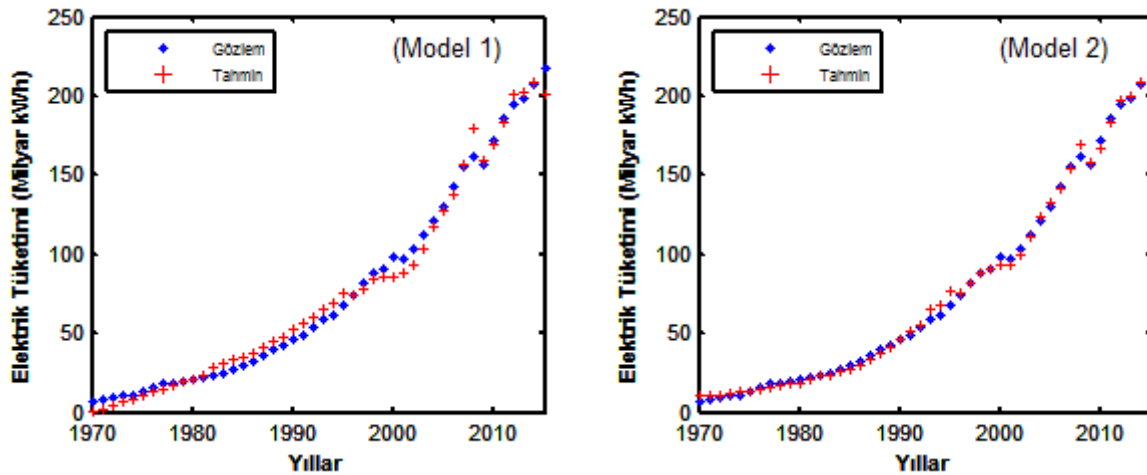 250
200
150
100
50
0
Elektrik Tüketimi (Milyar kWh)
Gözlem
Tahmin
(Model 1)
1970 1980 1990 2000 2010
Yıllar
250
200
150
100
50
0
Elektrik Tüketimi (Milyar kWh)
Gözlem
Tahmin
(Model 2)
1970 1980 1990 2000 2010
Yıllar